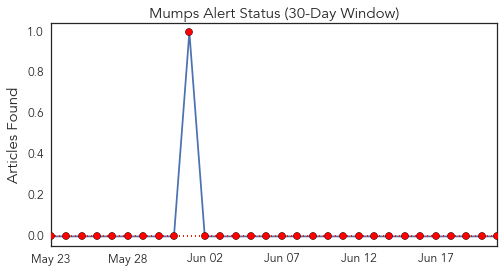 Mumps Alert Status (30-Day Window)
Articles Found
1.0
0.8
0.6
0.4
0.2
0.0
May 23 May 28 Jun 02 Jun 07 Jun 12 Jun 17